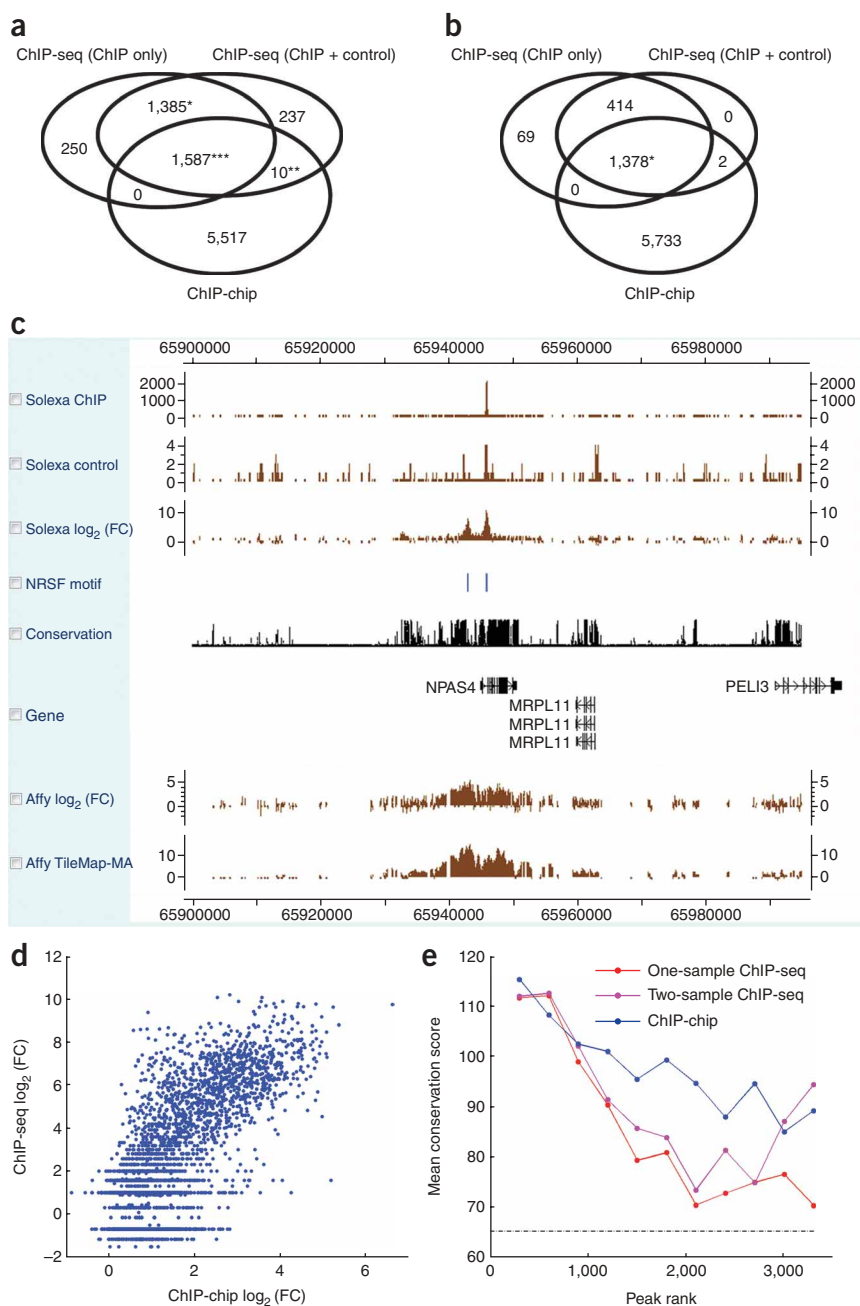 a
ChIP-seq (ChIP only)
ChIP-seq (ChIP + control)
1,385*
237
250
1,587***
10**
0
5,517
ChIP-chip
b
ChIP-seq (ChIP only)
ChIP-seq (ChIP + control)
414
0
69
1,378*
2
0
5,733
ChIP-chip
c
65900000 65920000 65940000 65960000 65980000
Solexa ChIP
2000
1000
0
2000
1000
0
Solexa control
4
2
0
4
2
0
Solexa log2 (FC)
10
0
10
0
NRSF motif
Conservation
Gene
NPAS4
PELI3
MRPL11
MRPL11
MRPL11
Affy log2 (FC)
5
0
5
0
Affy TileMap-MA
10
0
10
0
65900000 65920000 65940000 65960000 65980000
d
ChIP-seq log2 (FC)
12
10
8
6
4
2
0
–2
0 2 4 6
ChIP-chip log2 (FC)
e
Mean conservation score
120
110
100
90
80
70
60
One-sample ChIP-seq
Two-sample ChIP-seq
ChIP-chip
0 1,000 2,000 3,000
Peak rank